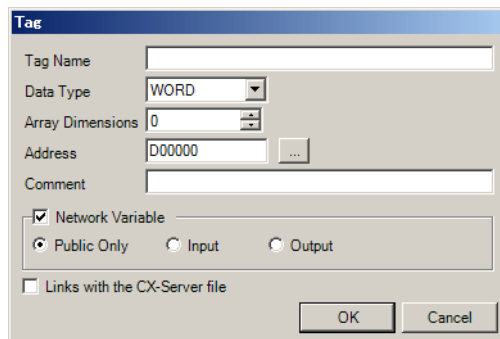 Tag
Tag Name
Data Type WORD
Array Dimensions 0
Address D00000 ...
Comment
Network Variable
Public Only Input Output
Links with the CX-Server file
OK Cancel